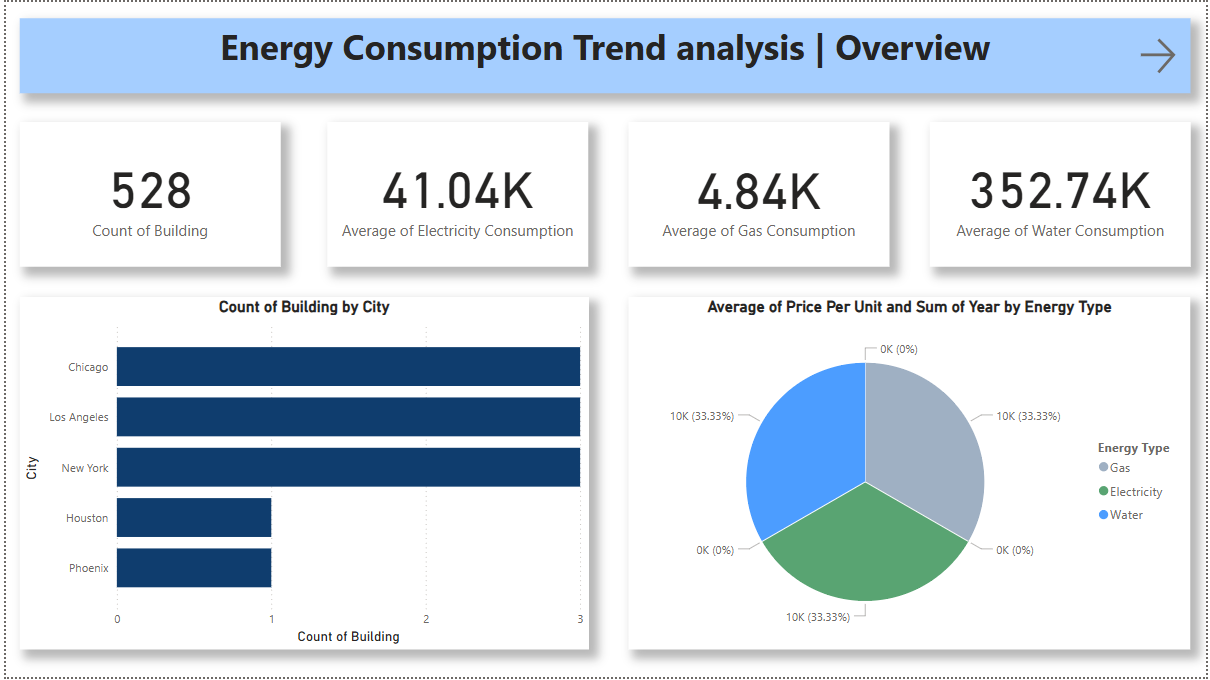 Energy Consumption Trend analysis | Overview
528
Count of Building
41.04K
Average of Electricity Consumption
4.84K
Average of Gas Consumption
352.74K
Average of Water Consumption
Count of Building by City
City
Chicago
Los Angeles
New York
Houston
Phoenix
0 1 2 3
Count of Building
Average of Price Per Unit and Sum of Year by Energy Type
0K (0%)
10K (33.33%) 10K (33.33%)
0K (0%) 0K (0%)
10K (33.33%)
Energy Type
Gas
Electricity
Water